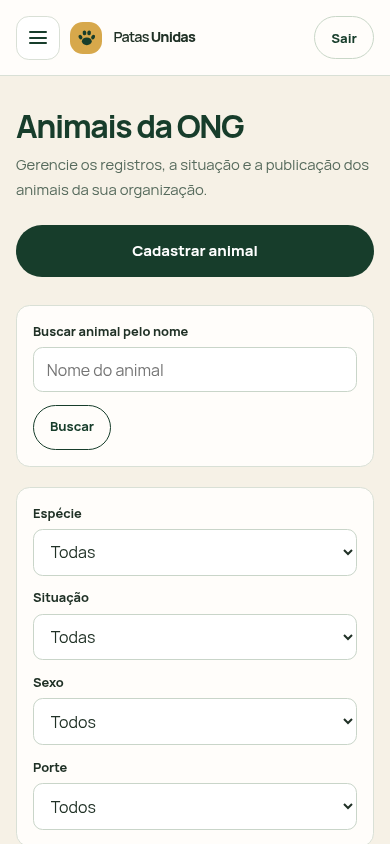 Patas Unidas
Sair
Animais da ONG
Gerencie os registros, a situação e a publicação dos
animais da sua organização.
Cadastrar animal
Buscar animal pelo nome
Nome do animal
Buscar
Espécie
Todas
Situação
Todas
Sexo
Todos
Porte
Todos